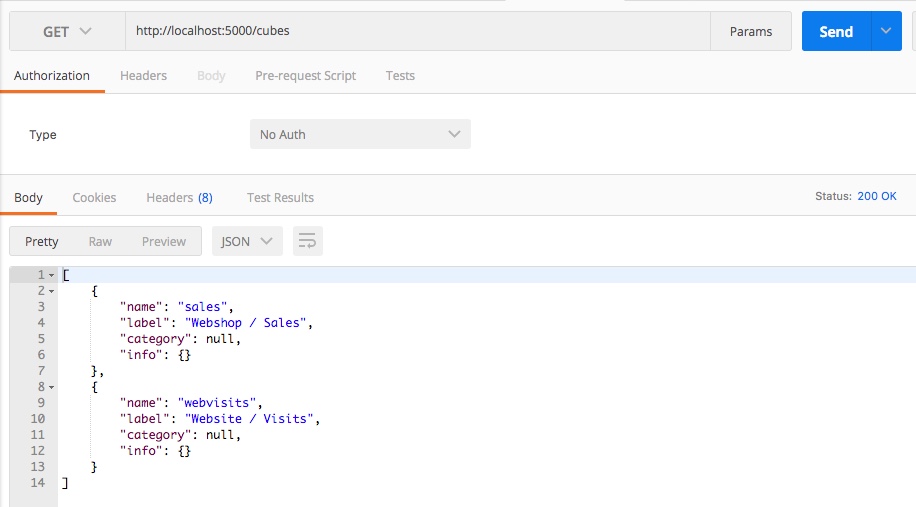 GET http://localhost:5000/cubes Params Send
Authorization Headers Body Pre-request Script Tests
Type No Auth
Body Cookies Headers (8) Test Results Status: 200 OK
Pretty Raw Preview JSON
1 [
2 {
3 "name": "sales",
4 "label": "Webshop / Sales",
5 "category": null,
6 "info": {}
7 },
8 {
9 "name": "webvisits",
10 "label": "Website / Visits",
11 "category": null,
12 "info": {}
13 }
14 ]